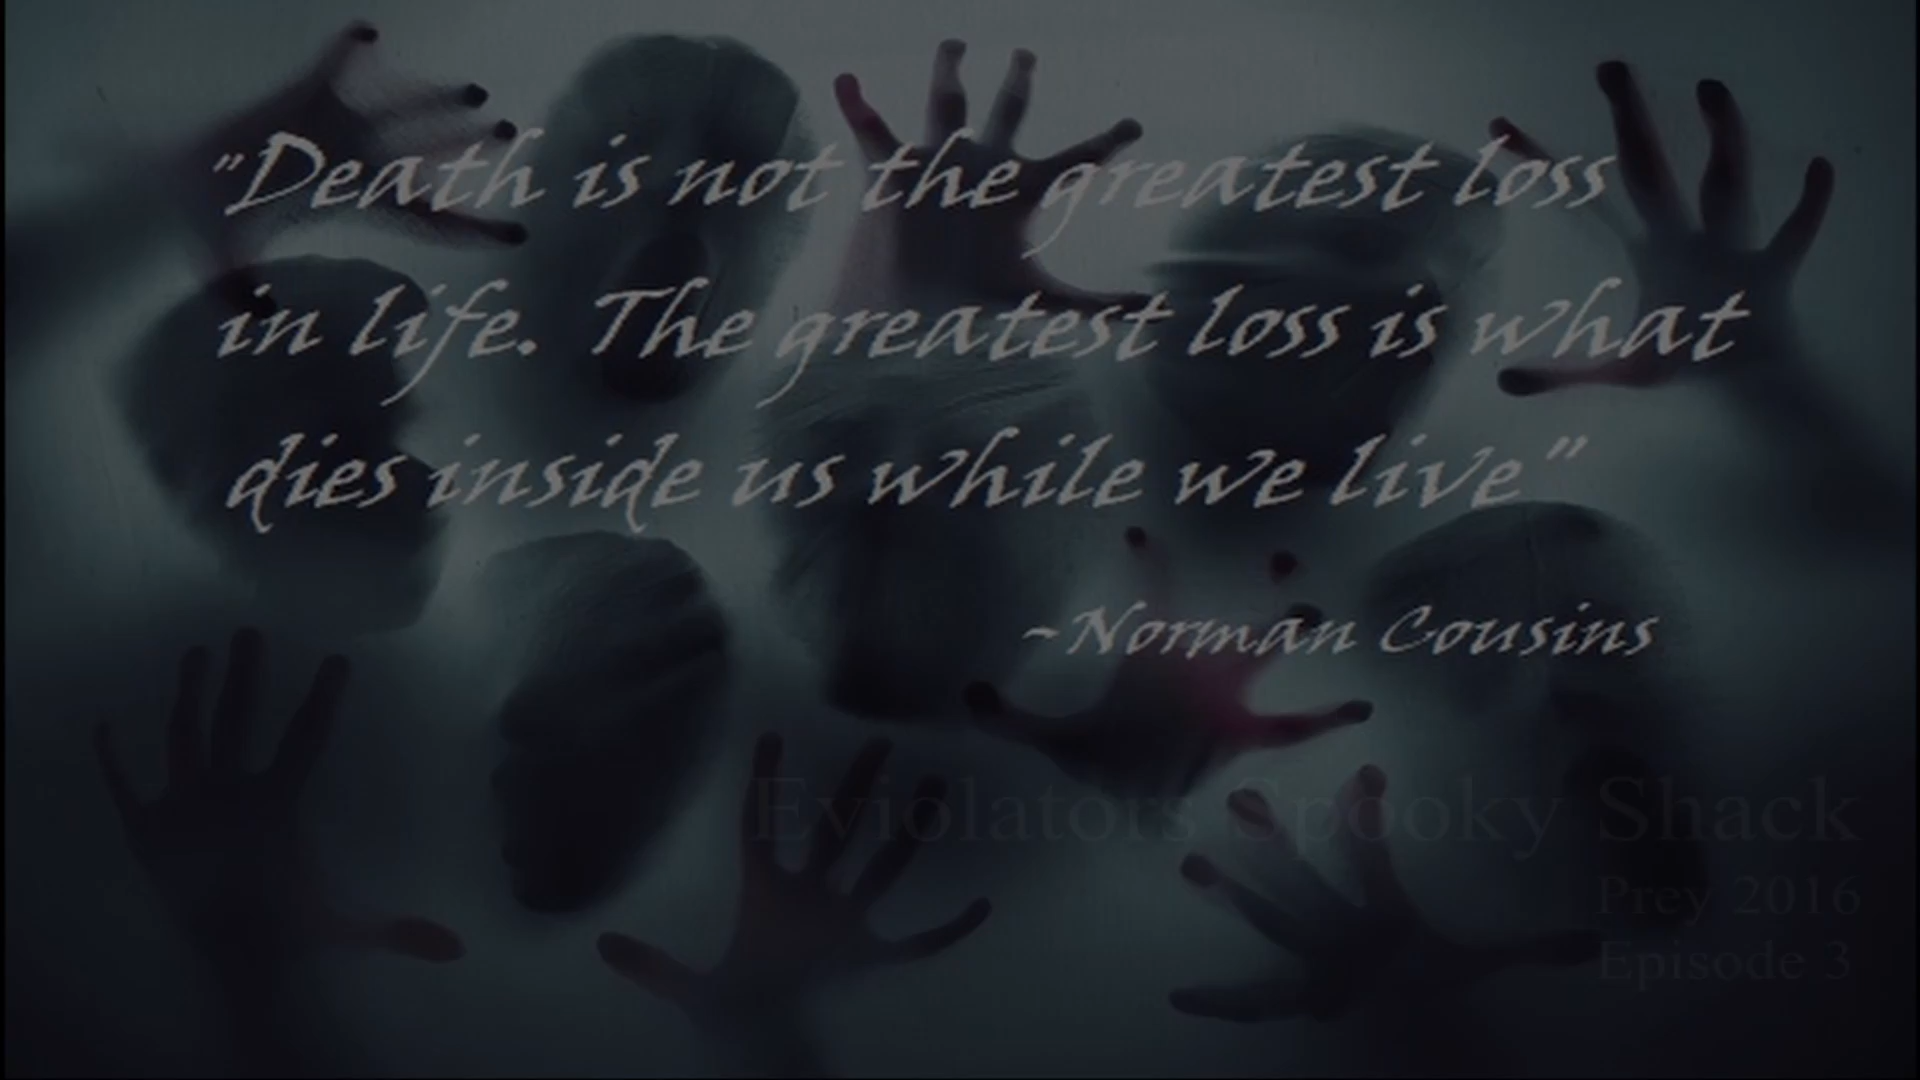 "Death is not the greatest loss
in life. The greatest loss is what
dies inside us while we live"
~Norman Cousins
Eviolators Spooky Shack
Prey 2016
Episode 3